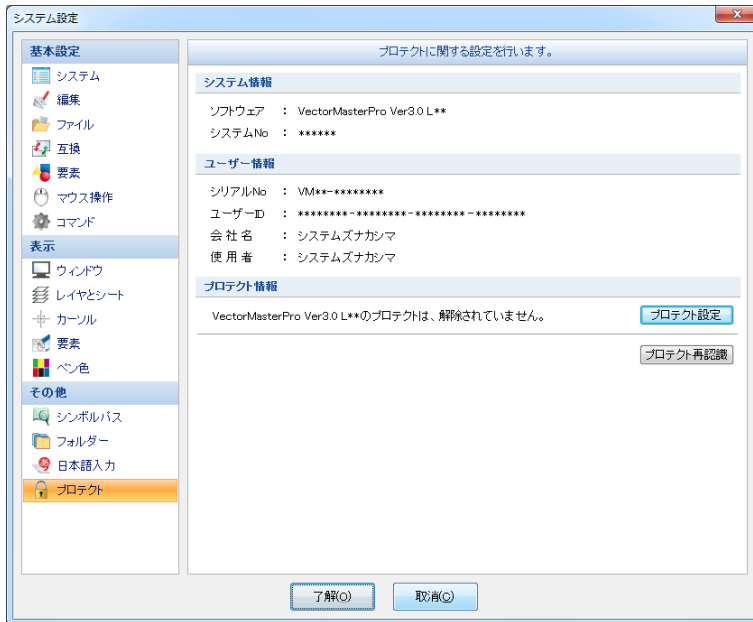 システム設定
基本設定
システム
編集
ファイル
互換
要素
マウス操作
コマンド
表示
ウィンドウ
レイヤとシート
カーソル
要素
ペン色
その他
シンボルパス
フォルダー
日本語入力
プロテクト
プロテクトに関する設定を行います。
システム情報
ソフトウェア : VectorMasterPro Ver3.0 L**
システムNo : ******
ユーザー情報
シリアルNo : VM**-********
ユーザーID : ********-********-********-********
会社名 : システムズナカシマ
使用者 : システムズナカシマ
プロテクト情報
VectorMasterPro Ver3.0 L**のプロテクトは、解除されていません。 プロテクト設定
プロテクト再認識
了解(O) 取消(C)